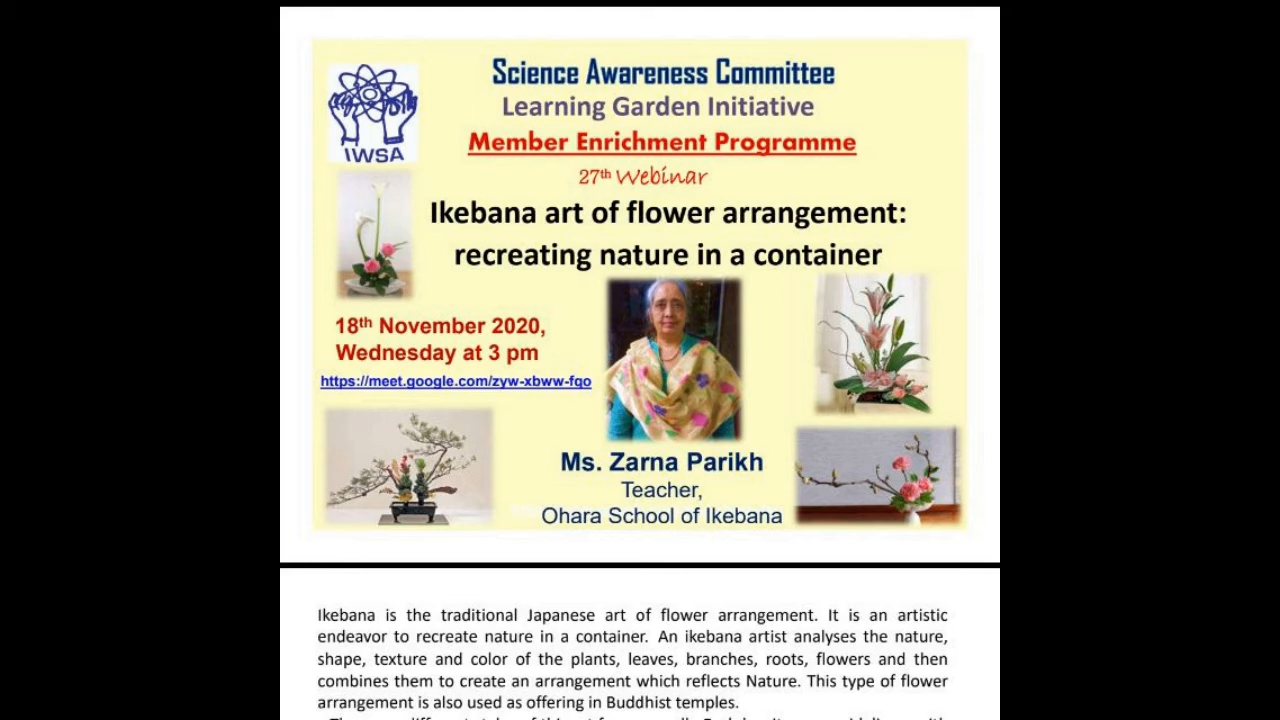 Science Awareness Committee
Learning Garden Initiative
Member Enrichment Programme
27th Webinar
IWSA
Ikebana art of flower arrangement:
recreating nature in a container
18th November 2020,
Wednesday at 3 pm
https://meet.google.com/zyw-xbww-fqo
Ms. Zarna Parikh
Teacher,
Ohara School of Ikebana
Ikebana is the traditional Japanese art of flower arrangement. It is an artistic
endeavor to recreate nature in a container. An ikebana artist analyses the nature,
shape, texture and color of the plants, leaves, branches, roots, flowers and then
combines them to create an arrangement which reflects Nature. This type of flower
arrangement is also used as offering in Buddhist temples.